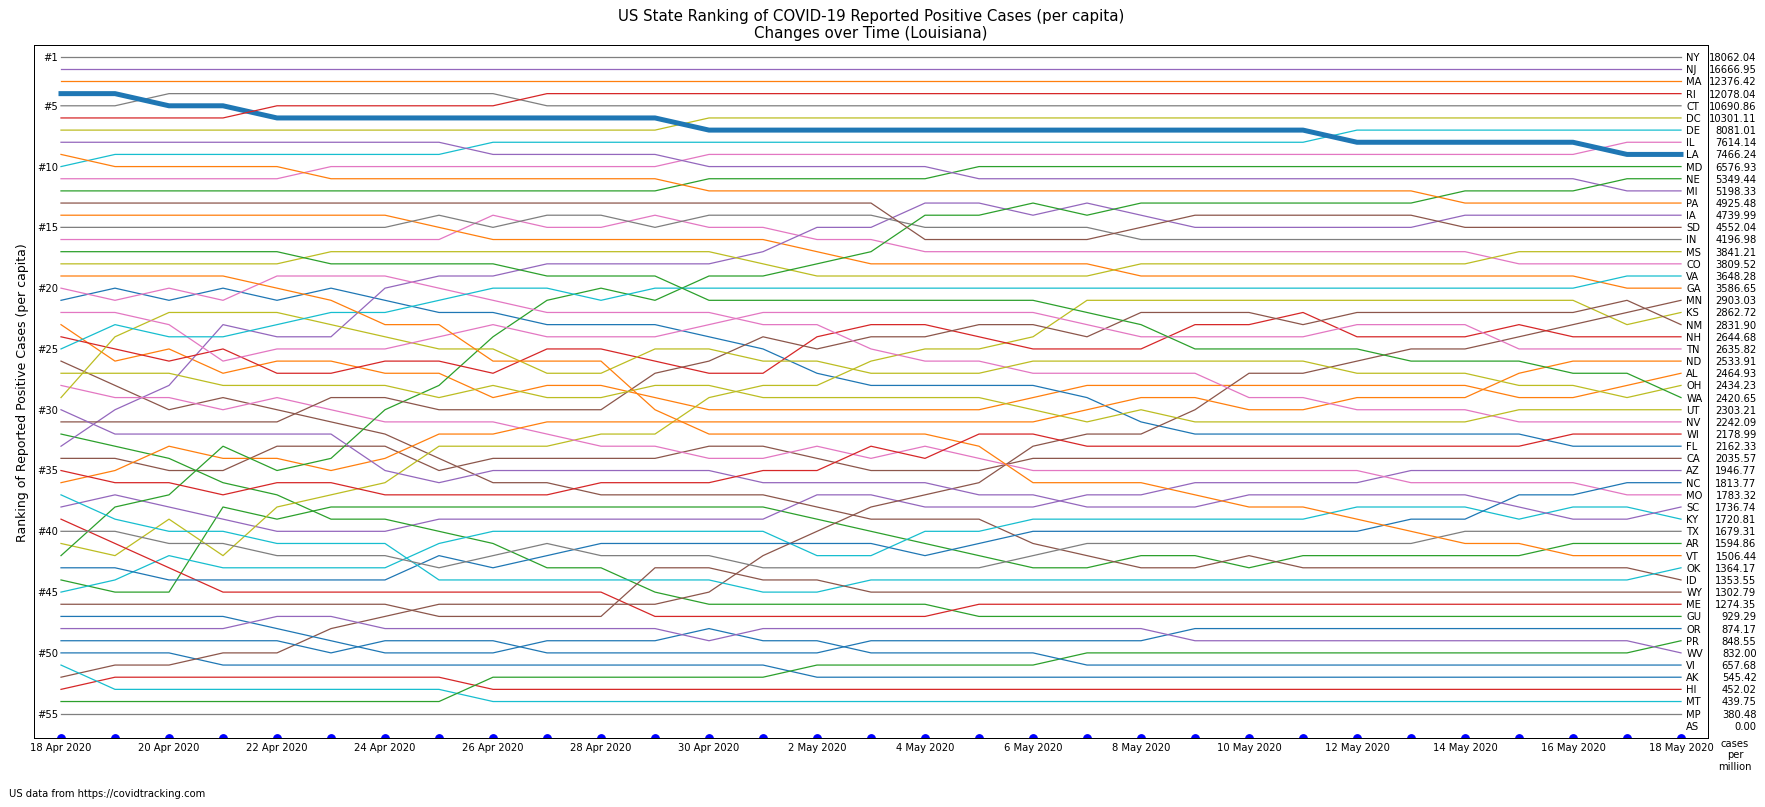 US State Ranking of COVID-19 Reported Positive Cases (per capita)
Changes over Time (Louisiana)
Ranking of Reported Positive Cases (per capita)
#1
#5
#10
#15
#20
#25
#30
#35
#40
#45
#50
#55
NY 18062.04
NJ 16666.95
MA 12376.42
RI 12078.04
CT 10690.86
DC 10301.11
DE 8081.01
IL 7614.14
LA 7466.24
MD 6576.93
NE 5349.44
MI 5198.33
PA 4925.48
IA 4739.99
SD 4552.04
IN 4196.98
MS 3841.21
CO 3809.52
VA 3648.28
GA 3586.65
MN 2903.03
KS 2862.72
NM 2831.90
NH 2644.68
TN 2635.82
ND 2533.91
AL 2464.93
OH 2434.23
WA 2420.65
UT 2303.21
NV 2242.09
WI 2178.99
FL 2162.33
CA 2035.57
AZ 1946.77
NC 1813.77
MO 1783.32
SC 1736.74
KY 1720.81
TX 1679.31
AR 1594.86
VT 1506.44
OK 1364.17
ID 1353.55
WY 1302.79
ME 1274.35
GU 929.29
OR 874.17
PR 848.55
WV 832.00
VI 657.68
AK 545.42
HI 452.02
MT 439.75
MP 380.48
AS 0.00
18 Apr 2020 20 Apr 2020 22 Apr 2020 24 Apr 2020 26 Apr 2020 28 Apr 2020 30 Apr 2020 2 May 2020 4 May 2020 6 May 2020 8 May 2020 10 May 2020 12 May 2020 14 May 2020 16 May 2020 18 May 2020
cases
per
million
US data from https://covidtracking.com